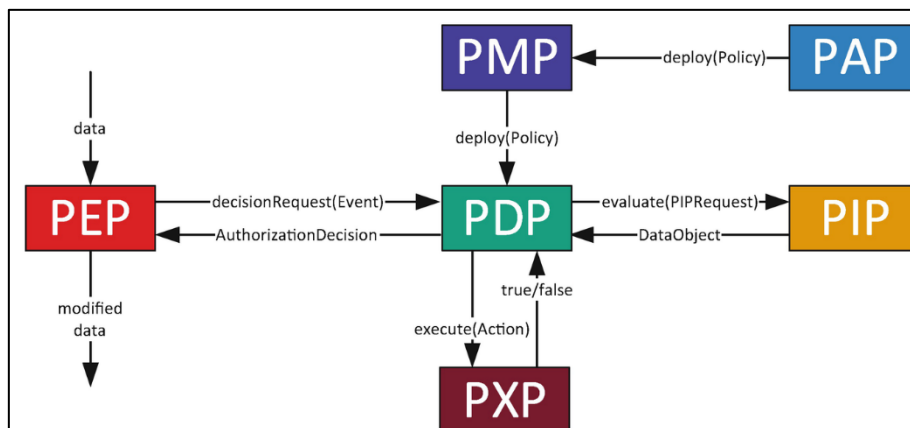 PMP
deploy(Policy)
PAP
data
deploy(Policy)
PEP
decisionRequest(Event)
AuthorizationDecision
PDP
evaluate(PIPRequest)
DataObject
PIP
modified
data
true/false
execute(Action)
PXP